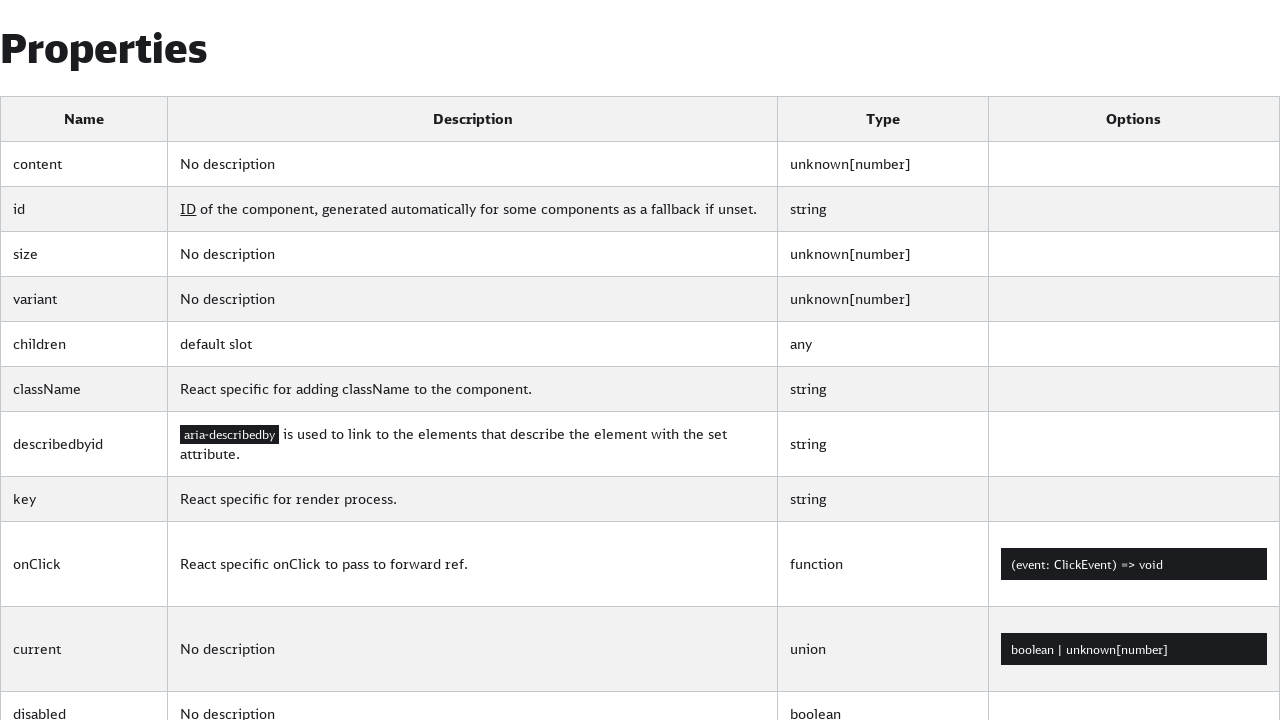 Properties
Name Description Type Options
content No description unknown[number]
id ID of the component, generated automatically for some components as a fallback if unset. string
size No description unknown[number]
variant No description unknown[number]
children default slot any
className React specific for adding className to the component. string
describedbyid aria-describedby is used to link to the elements that describe the element with the set attribute. string
key React specific for render process. string
onClick React specific onClick to pass to forward ref. function (event: ClickEvent) => void
current No description union boolean | unknown[number]
disabled No description boolean